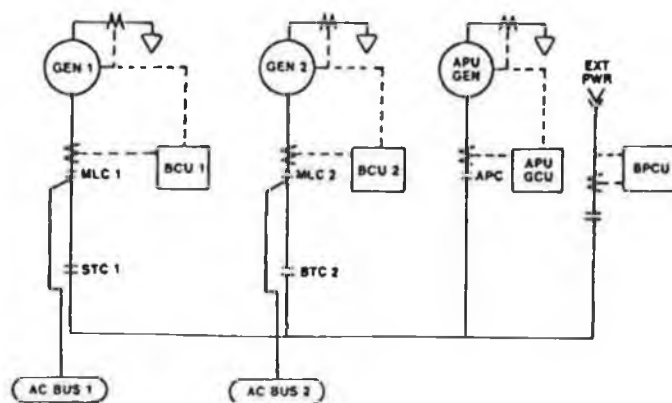 GEN 1
GEN 2
APU
GEN
EXT
PWR
BCU 1
BCU 2
APU
GCU
BPCU
MLC 1
MLC 2
APC
STC 1
BTC 2
AC BUS 1
AC BUS 2